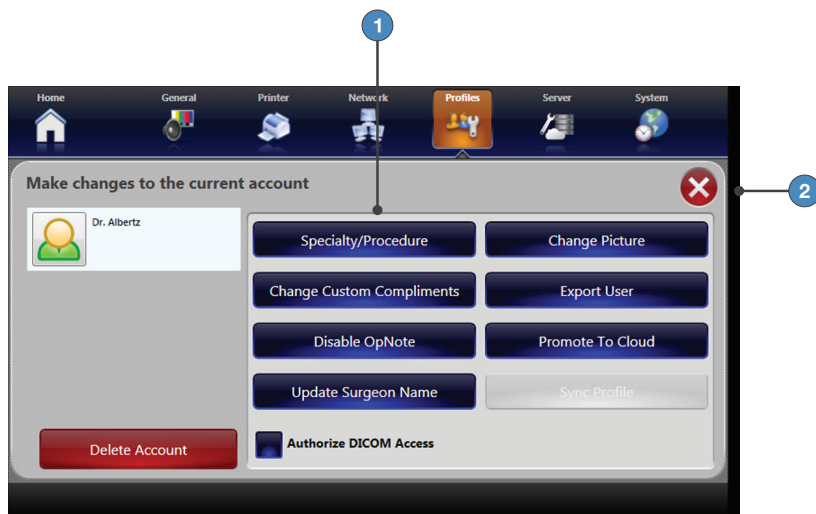 1
Home General Printer Network Profiles Server System
Make changes to the current account
2
Dr. Albertz
Specialty/Procedure Change Picture
Change Custom Compliments Export User
Disable OpNote Promote To Cloud
Update Surgeon Name Sync Profile
Authorize DICOM Access
Delete Account